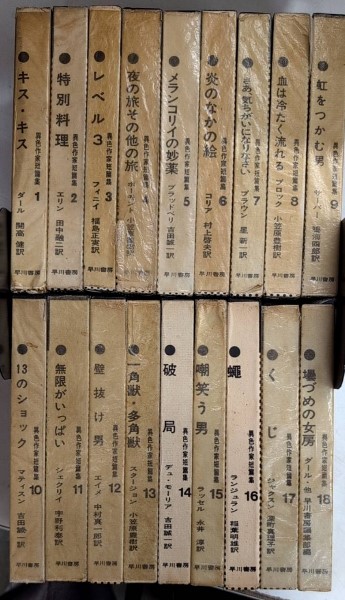 キス・キス
異色作家短篇集 1
ダール 開高 健訳
早川書房
特別料理
異色作家短篇集 2
エリン 田中融二訳
早川書房
レベル3
異色作家短篇集 3
フィニイ 福島正実訳
早川書房
夜の旅その他の旅
異色作家短篇集 4
早川書房
メランコリイの妙薬
異色作家短篇集 5
ブラッドベリ 吉田誠一訳
早川書房
炎のなかの絵
異色作家短篇集 6
コリア 村上啓夫訳
早川書房
さあ、気ちがいになりなさい
異色作家短篇集 7
ブラウン 星 新一訳
早川書房
血は冷たく流れる
異色作家短篇集 8
ブロック 小笠原豊樹訳
早川書房
虹をつかむ男
異色作家短篇集 9
サーバー 鳴海四郎訳
早川書房
13のショック
異色作家短篇集 10
マティスン 吉田誠一訳
早川書房
無限がいっぱい
異色作家短篇集 11
シェクリイ 宇野利泰訳
早川書房
壁抜け男
異色作家短篇集 12
エイメ 中村真一郎訳
早川書房
一角獣・多角獣
異色作家短篇集 13
スタージョン 小笠原豊樹訳
早川書房
破局
異色作家短篇集 14
デュ・モーリア 吉田誠一訳
早川書房
嘲笑う男
異色作家短篇集 15
ラッセル 永井 淳訳
早川書房
蠅
異色作家短篇集 16
ランジュラン 稲葉明雄訳
早川書房
くじ
異色作家短篇集 17
ジャクスン 深町真理子訳
早川書房
壜づめの女房
異色作家短篇集 18
ダール・他 早川書房編集部編
早川書房